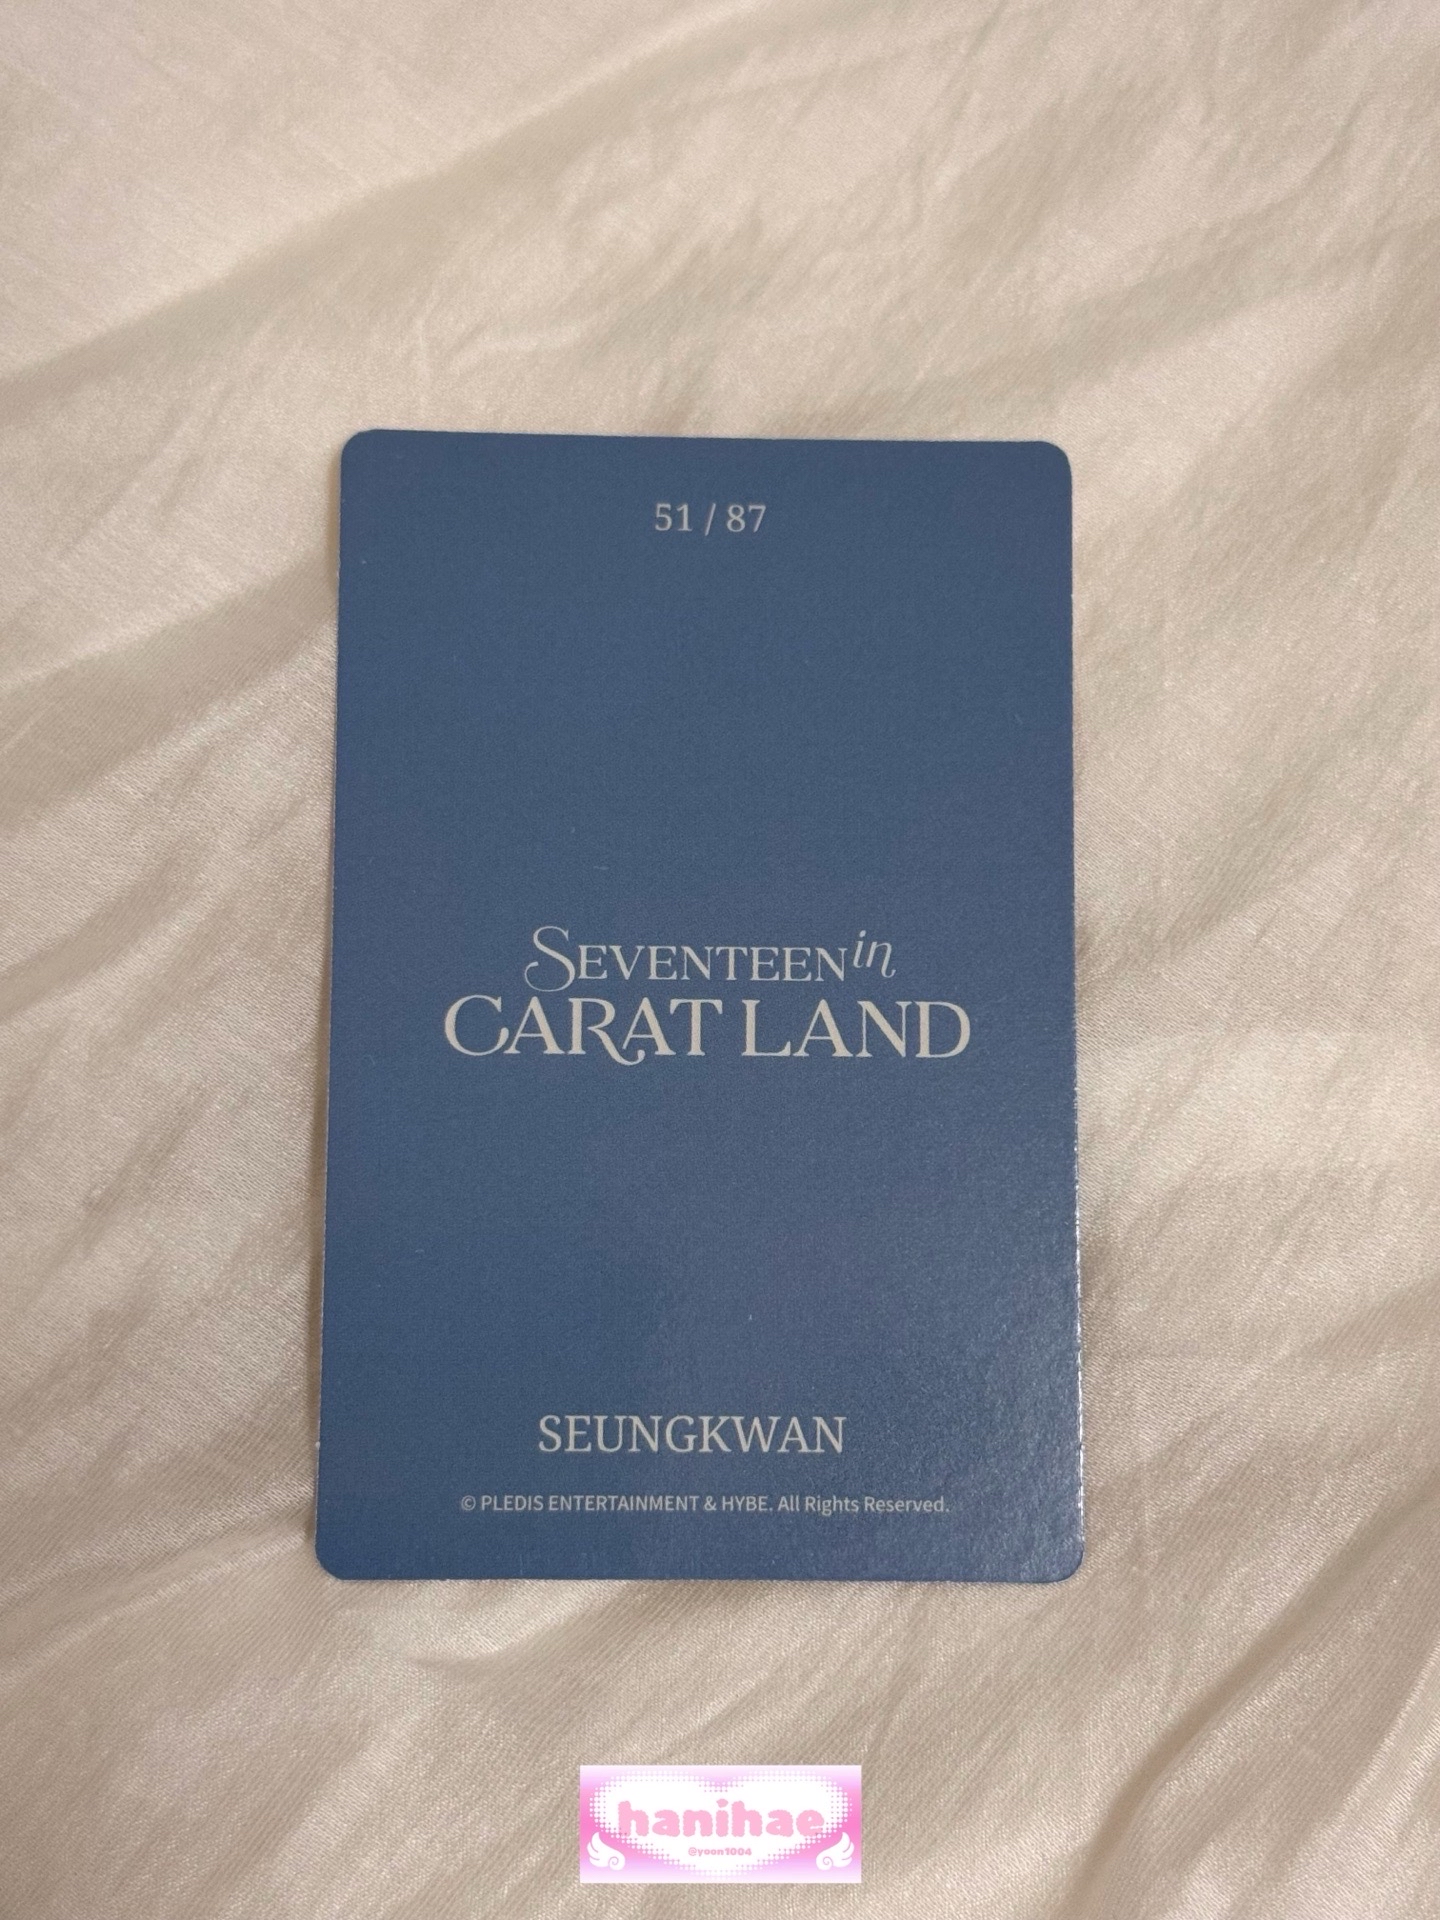 51 / 87
SEVENTEEN in
CARAT LAND
SEUNGKWAN
© PLEDIS ENTERTAINMENT & HYBE. All Rights Reserved.
hanihae
@yoon1004